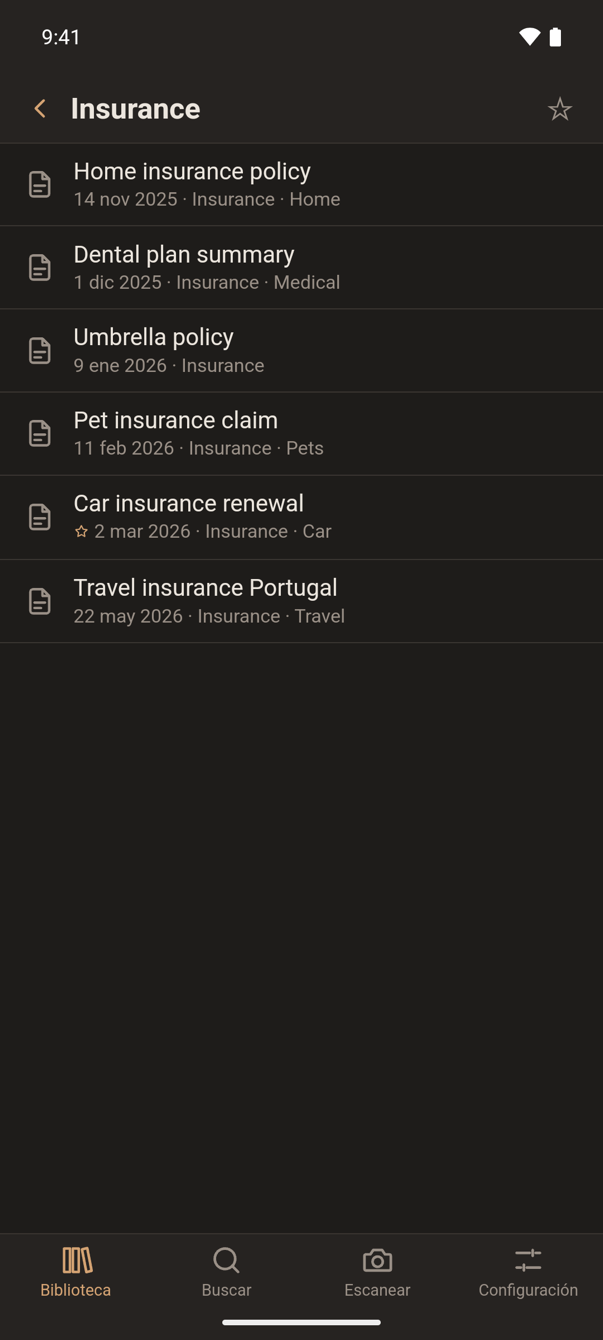 9:41
Insurance
Home insurance policy
14 nov 2025 · Insurance · Home
Dental plan summary
1 dic 2025 · Insurance · Medical
Umbrella policy
9 ene 2026 · Insurance
Pet insurance claim
11 feb 2026 · Insurance · Pets
Car insurance renewal
2 mar 2026 · Insurance · Car
Travel insurance Portugal
22 may 2026 · Insurance · Travel
Biblioteca
Buscar
Escanear
Configuración